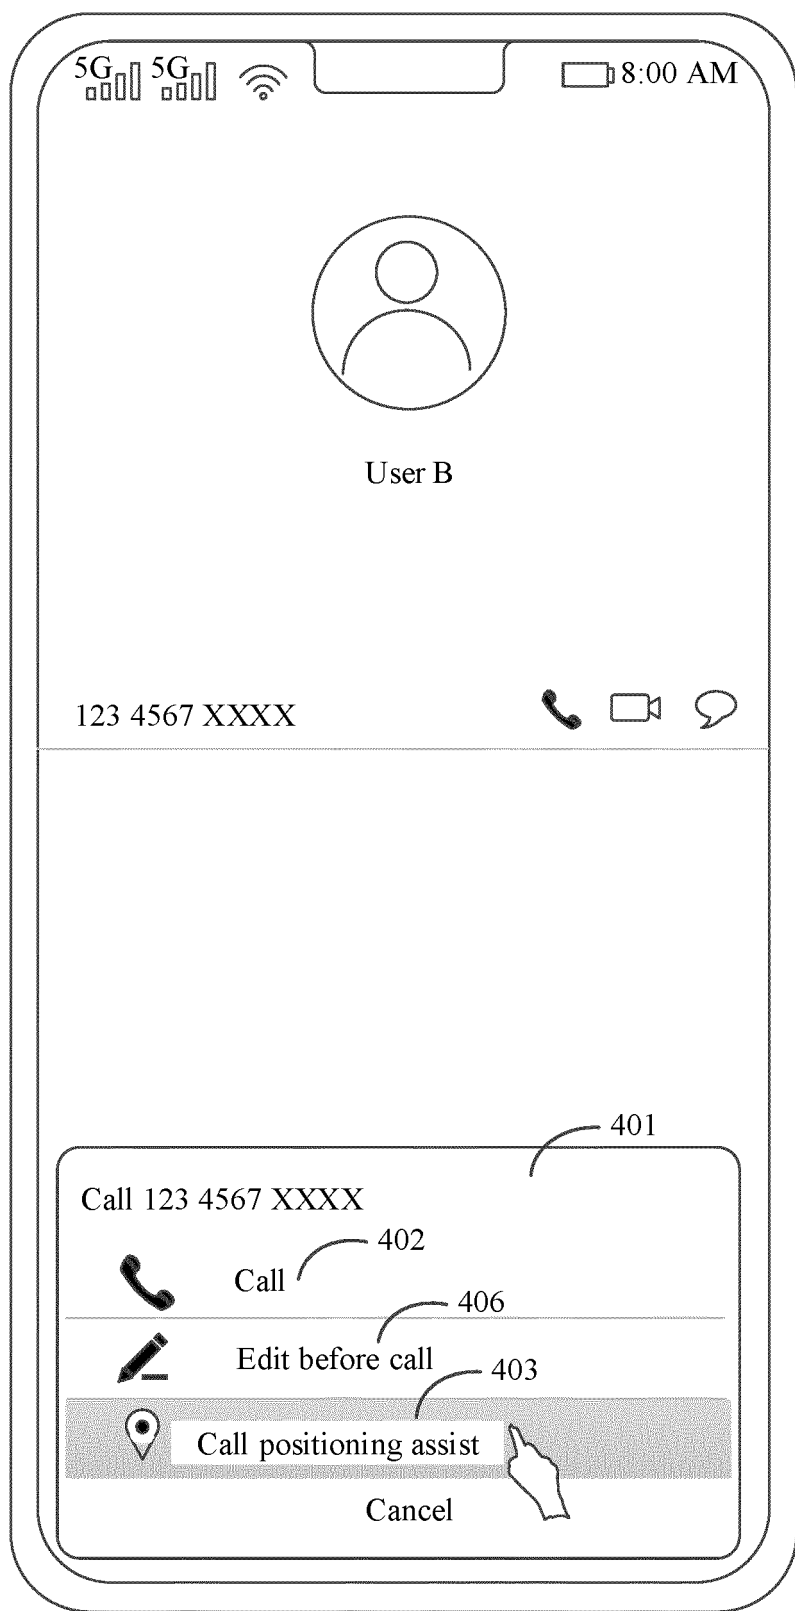 5G 5G 8:00 AM
User B
123 4567 XXXX
401
Call 123 4567 XXXX
402
Call
406
Edit before call
403
Call positioning assist
Cancel